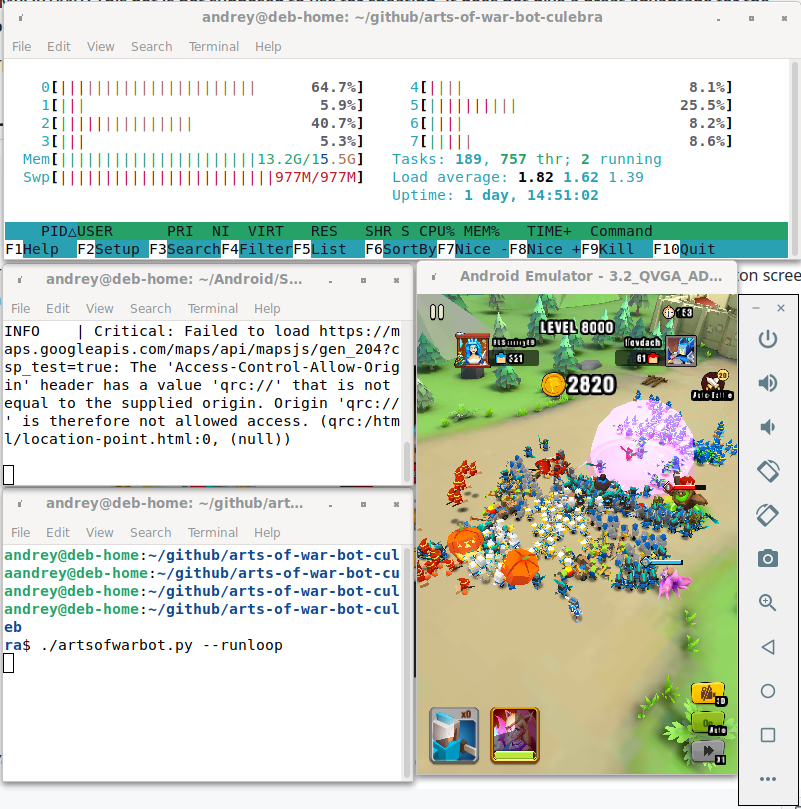 andrey@deb-home: ~/github/arts-of-war-bot-culebra
File Edit View Search Terminal Help
0[ 64.7%] 4[ 8.1%]
1[ 5.9%] 5[ 25.5%]
2[ 40.7%] 6[ 8.2%]
3[ 5.3%] 7[ 8.6%]
Mem[ 13.2G/15.5G] Tasks: 189, 757 thr; 2 running
Swp[ 977M/977M] Load average: 1.82 1.62 1.39
Uptime: 1 day, 14:51:02
PID△USER PRI NI VIRT RES SHR S CPU% MEM% TIME+ Command
F1Help F2Setup F3SearchF4FilterF5List F6SortByF7Nice -F8Nice +F9Kill F10Quit
andrey@deb-home: ~/Android/S...
File Edit View Search Terminal Help
INFO | Critical: Failed to load https://m
aps.googleapis.com/maps/api/mapsjs/gen_204?c
sp_test=true: The 'Access-Control-Allow-Orig
in' header has a value 'qrc://' that is not
equal to the supplied origin. Origin 'qrc:/
/' is therefore not allowed access. (qrc:/htm
l/location-point.html:0, (null))
andrey@deb-home: ~/github/art...
File Edit View Search Terminal Help
andrey@deb-home:~/github/arts-of-war-bot-cul
aandrey@deb-home:~/github/arts-of-war-bot-cu
andrey@deb-home:~/github/arts-of-war-bot-cul
andrey@deb-home:~/github/arts-of-war-bot-cul
eb
ra$ ./artsofwarbot.py --runloop
Android Emulator - 3.2_QVGA_AD...
on scree
LEVEL 8000
153
321
61
2820
20
x0
Auto
X1